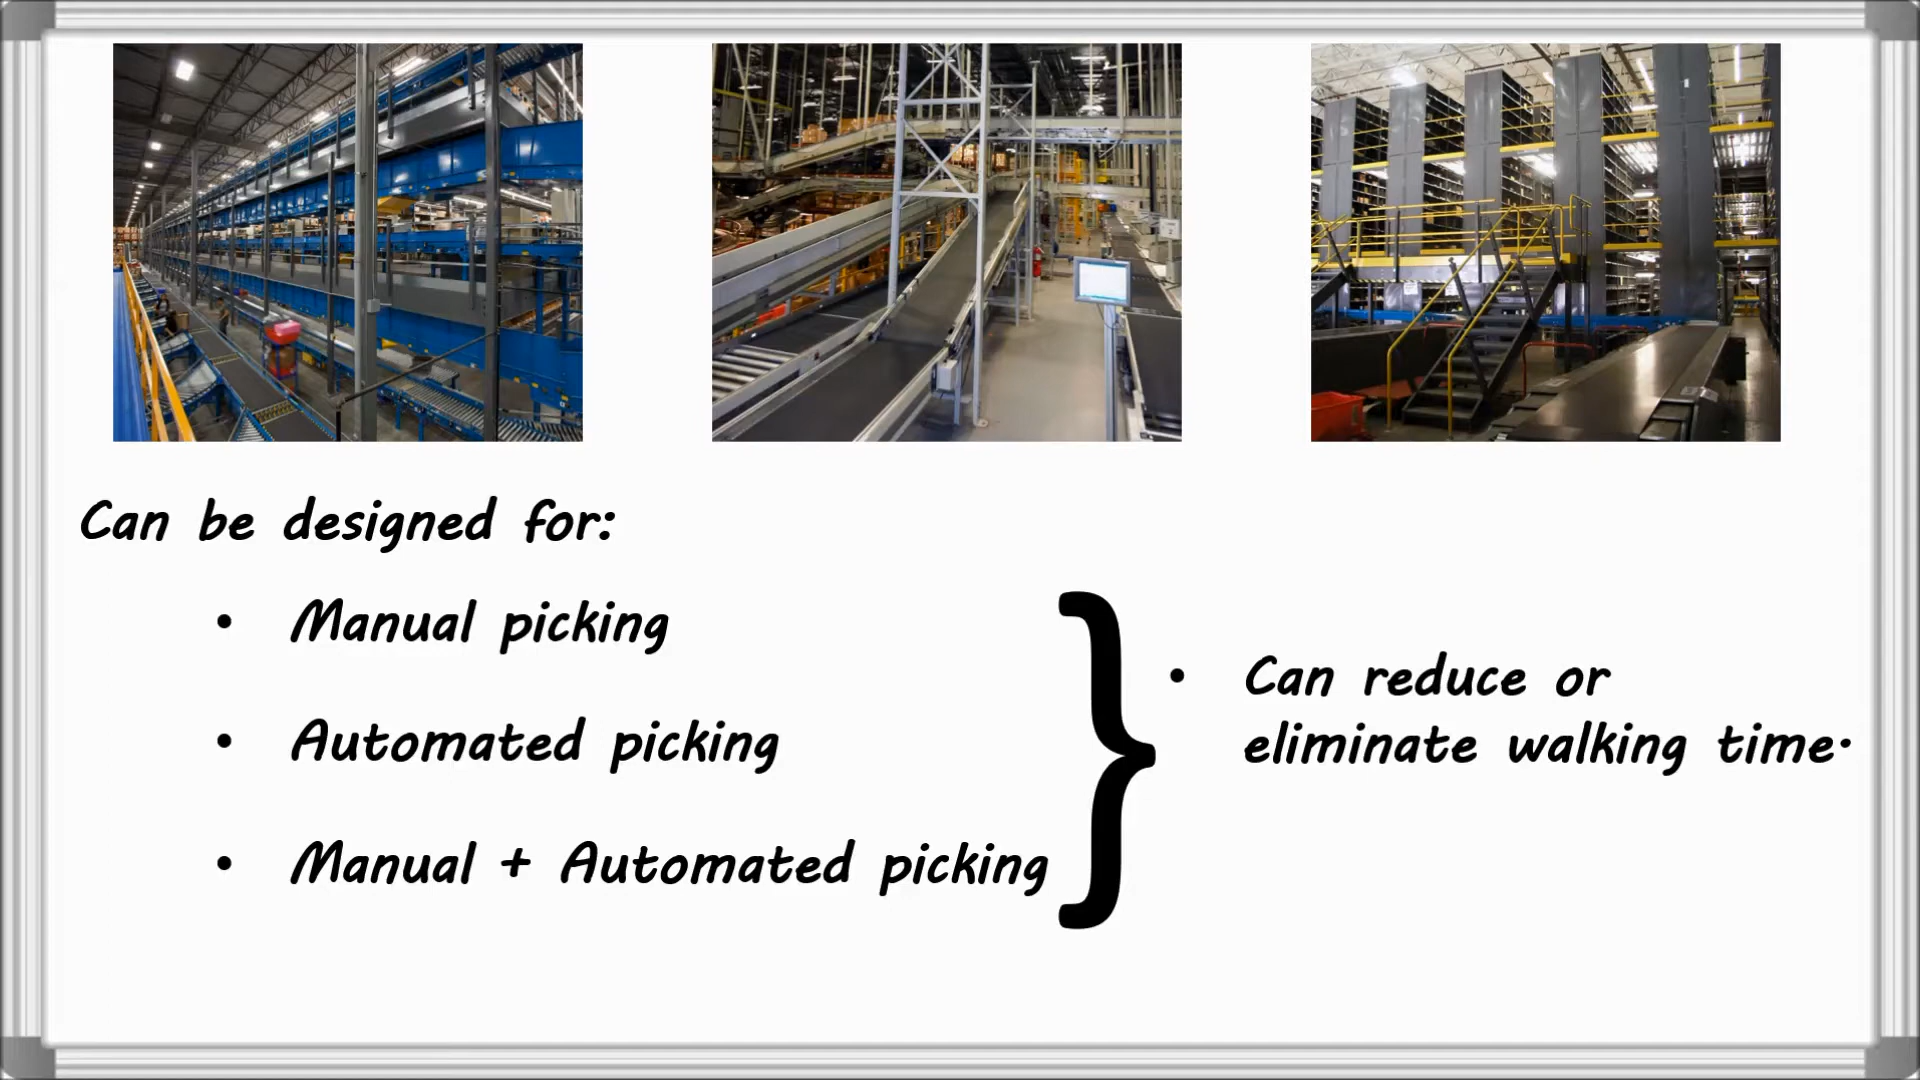 Can be designed for:
• Manual picking
• Automated picking
• Manual + Automated picking
}
• Can reduce or
eliminate walking time.